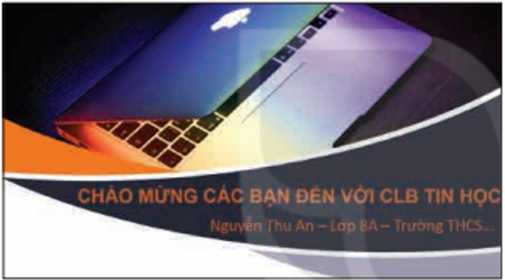 CHÀO MỪNG CÁC BẠN ĐẾN VỚI CLB TIN HỌC
Nguyễn Thu An – Lớp 8A – Trường THCS...